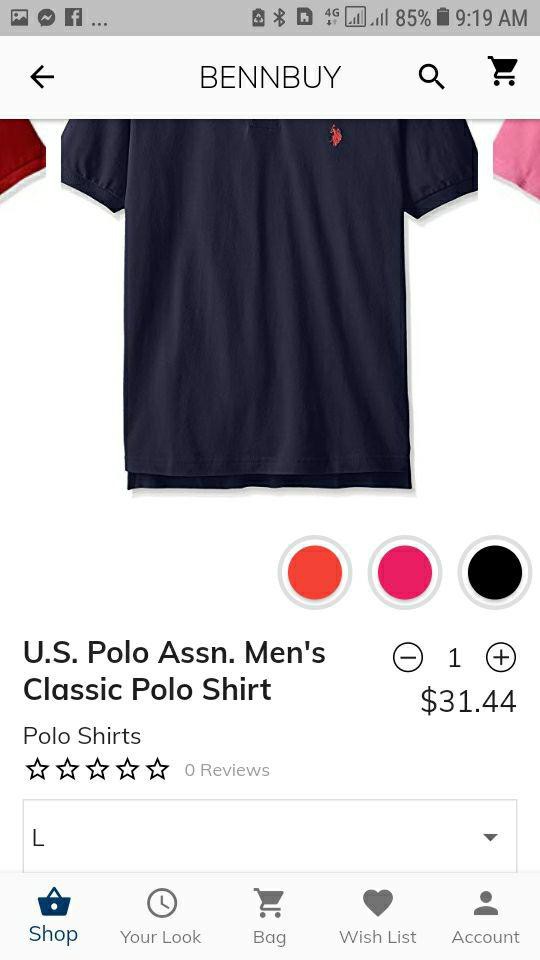 ... 4G 85% 9:19 AM
BENNBUY
U.S. Polo Assn. Men's
Classic Polo Shirt
1
$31.44
Polo Shirts
0 Reviews
L
Shop
Your Look
Bag
Wish List
Account